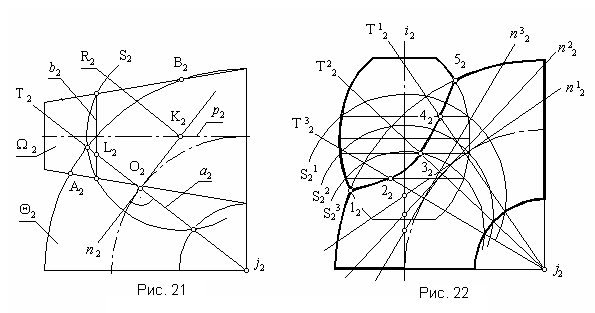 R₂ S₂ B₂
b₂
T₂
K₂
p₂
Ω₂ L₂
O₂
a₂
A₂
Θ₂
n₂
j₂
Рис. 21
T¹₂ i₂ n³₂
5₂ n²₂
T²₂
n¹₂
T³₂ 4₂
S₂¹ 3₂
S₂² 2₂
S₂³ 1₂
j₂
Рис. 22